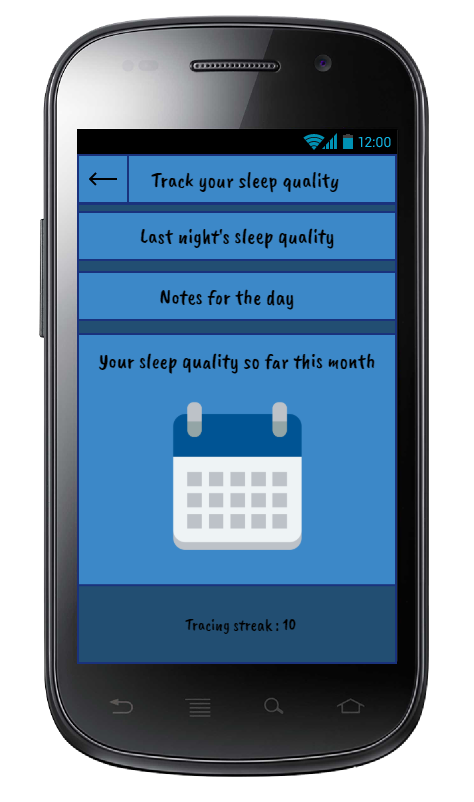 12:00
Track your sleep quality
Last night's sleep quality
Notes for the day
Your sleep quality so far this month
Tracing streak : 10